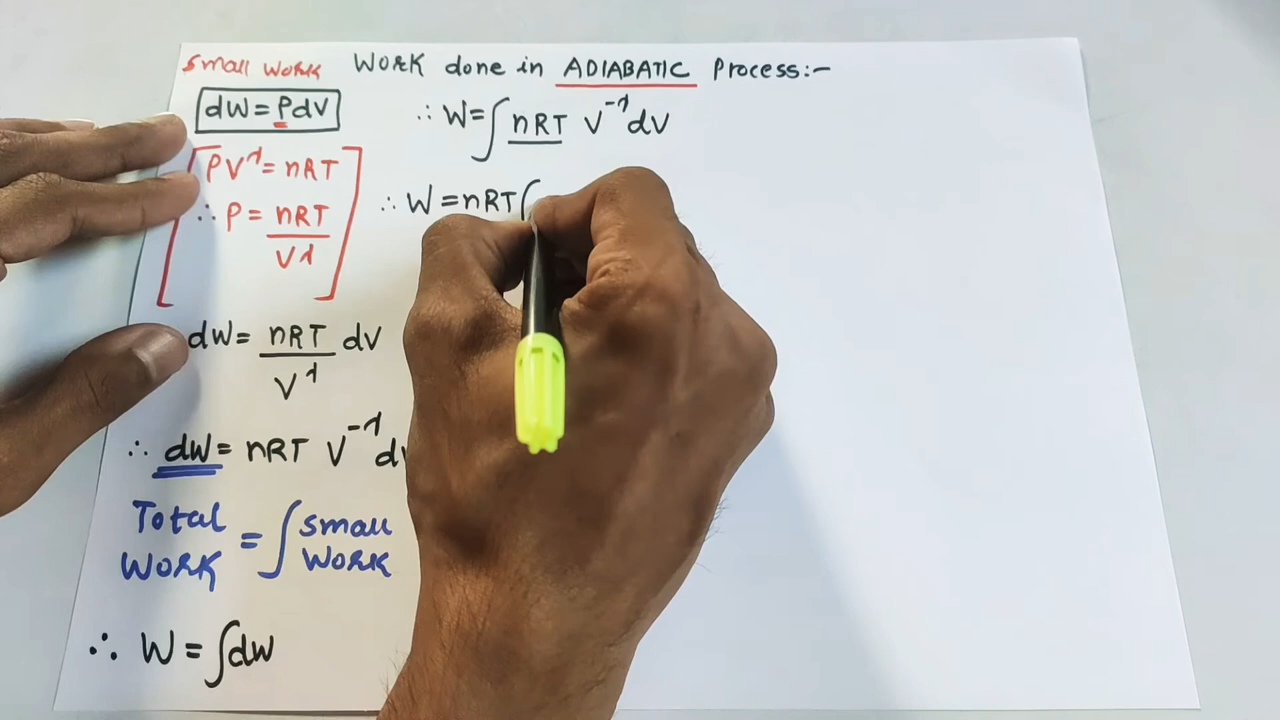 Small Work Work done in ADIABATIC Process:-
dW = PdV
PV^λ = nRT
∴ P = nRT / V^λ
dW = nRT / V^λ dV
∴ dW = nRT V^-λ dV
Total Work = ∫ Small Work
∴ W = ∫dW
∴ W = ∫ nRT V^-λ dV
∴ W = nRT ∫